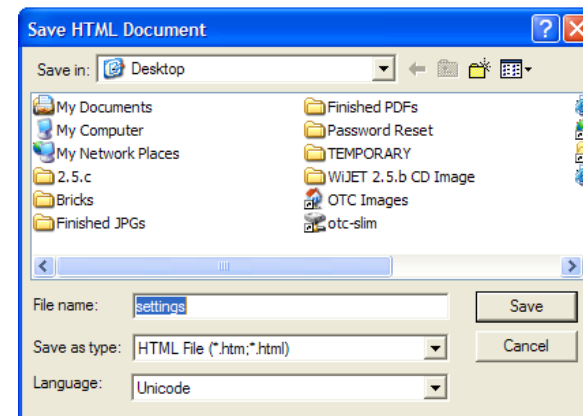 Save HTML Document
Save in: Desktop
My Documents
My Computer
My Network Places
2.5.c
Bricks
Finished JPGs
Finished PDFs
Password Reset
TEMPORARY
WiJET 2.5.b CD Image
OTC Images
otc-slim
File name: settings
Save
Save as type: HTML File (*.htm;*.html)
Cancel
Language: Unicode